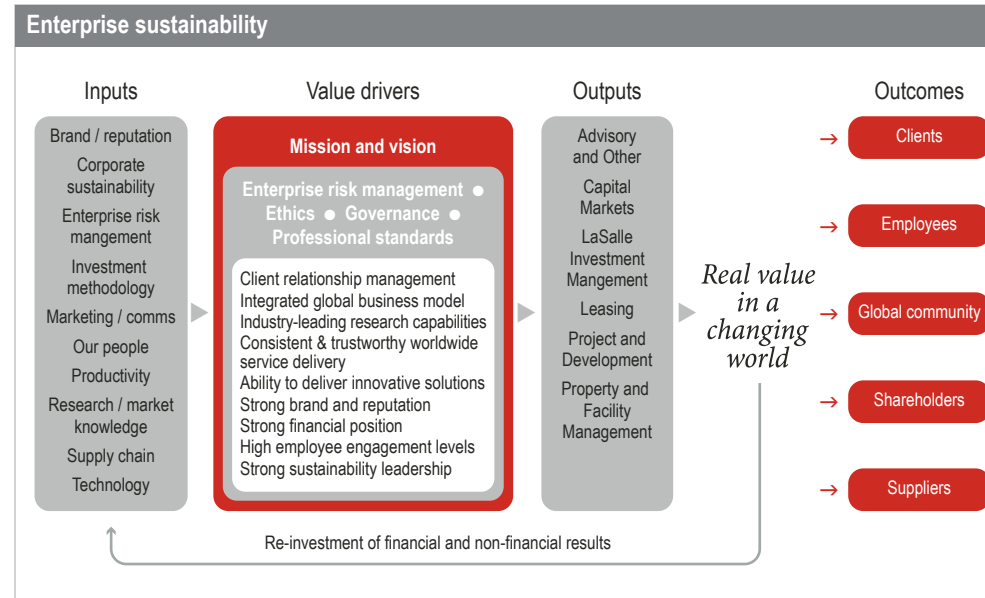 Enterprise sustainability
Inputs
Brand / reputation
Corporate
sustainability
Enterprise risk
mangement
Investment
methodology
Marketing / comms
Our people
Productivity
Research / market
knowledge
Supply chain
Technology
Value drivers
Mission and vision
Enterprise risk management ●
Ethics ● Governance ●
Professional standards
Client relationship management
Integrated global business model
Industry-leading research capabilities
Consistent & trustworthy worldwide
service delivery
Ability to deliver innovative solutions
Strong brand and reputation
Strong financial position
High employee engagement levels
Strong sustainability leadership
Outputs
Advisory
and Other
Capital
Markets
LaSalle
Investment
Mangement
Leasing
Project and
Development
Property and
Facility
Management
Real value
in a
changing
world
Outcomes
→ Clients
→ Employees
→ Global community
→ Shareholders
→ Suppliers
Re-investment of financial and non-financial results